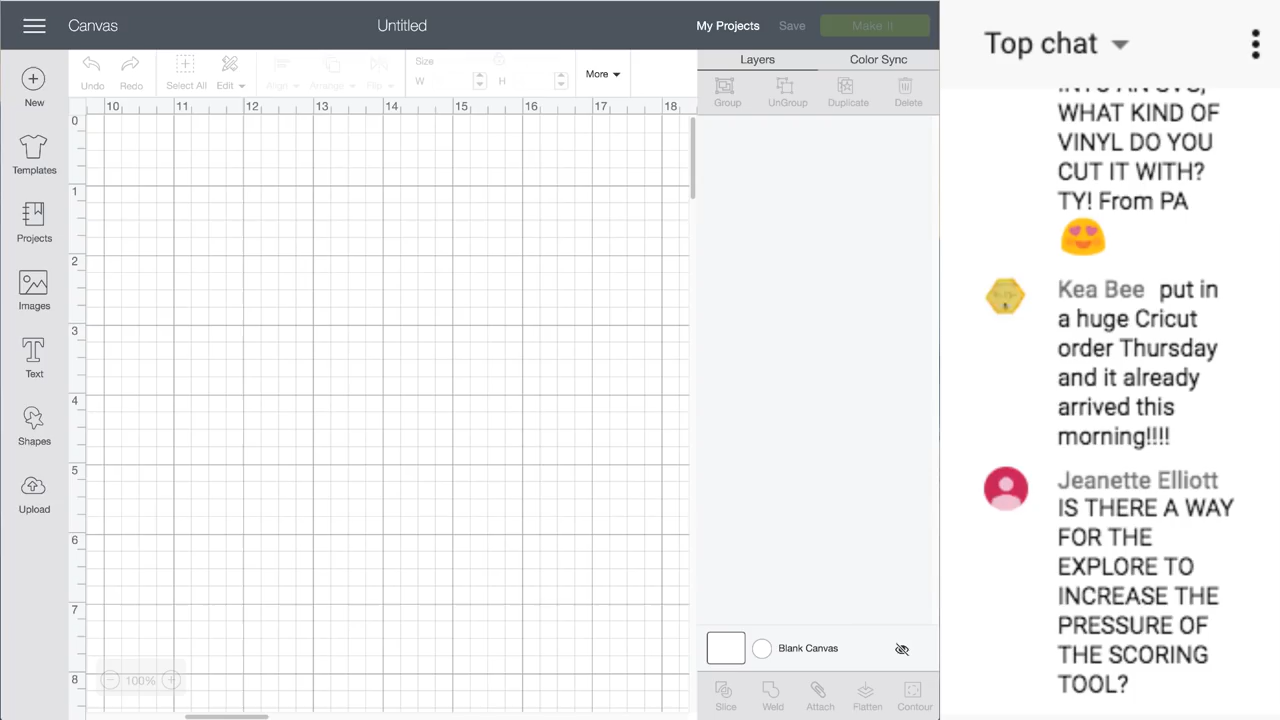 Canvas
Untitled
My Projects
Save
Make It
New
Templates
Projects
Images
Text
Shapes
Upload
Undo
Redo
Select All
Edit
Align
Arrange
Flip
Size
W
H
More
10 11 12 13 14 15 16 17 18
0
1
2
3
4
5
6
7
8
100%
Layers
Color Sync
Group
UnGroup
Duplicate
Delete
Blank Canvas
Slice
Weld
Attach
Flatten
Contour
Top chat
INTO AN SVG,
WHAT KIND OF
VINYL DO YOU
CUT IT WITH?
TY! From PA
Kea Bee put in
a huge Cricut
order Thursday
and it already
arrived this
morning!!!!
Jeanette Elliott
IS THERE A WAY
FOR THE
EXPLORE TO
INCREASE THE
PRESSURE OF
THE SCORING
TOOL?